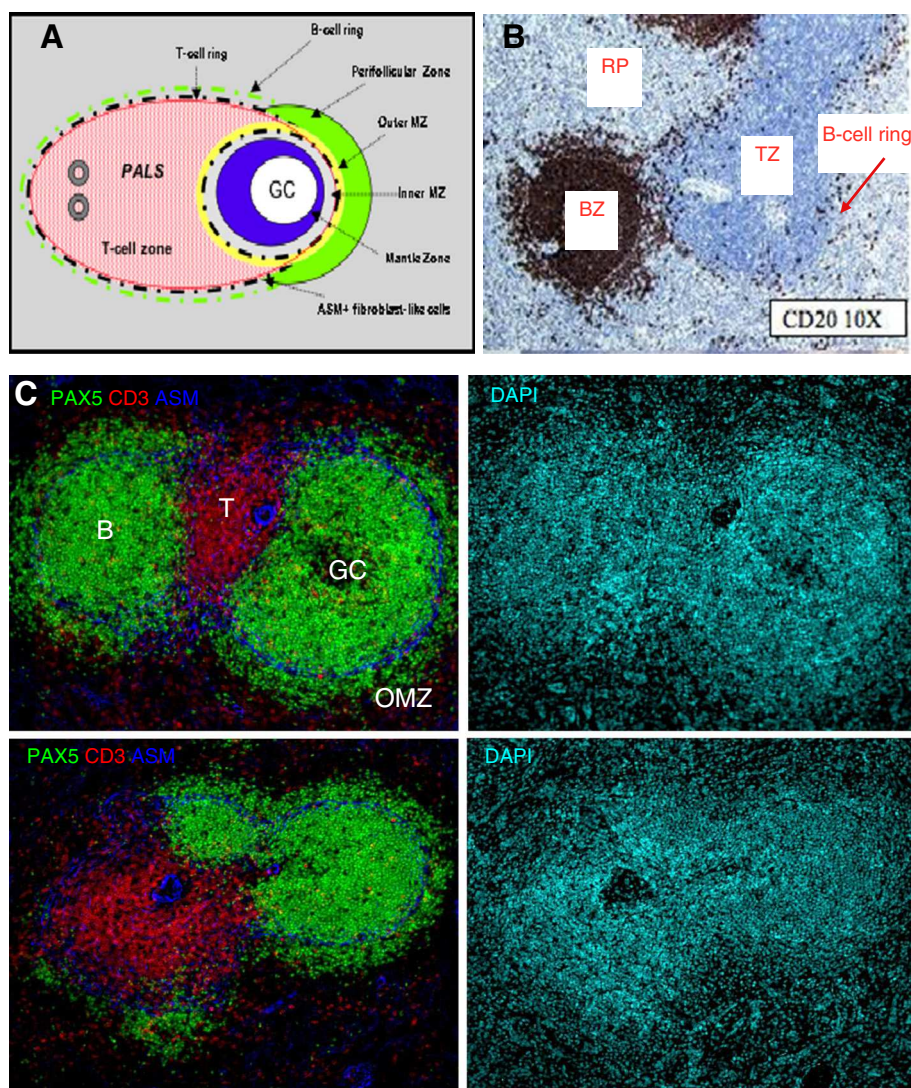 A
B-cell ring
T-cell ring
Perifollicular Zone
Outer MZ
PALS
GC
Inner MZ
T-cell zone
Mantle Zone
ASM+ fibroblast-like cells
B
RP
B-cell ring
TZ
BZ
CD20 10X
C
PAX5 CD3 ASM
T
B
GC
OMZ
DAPI
PAX5 CD3 ASM
DAPI